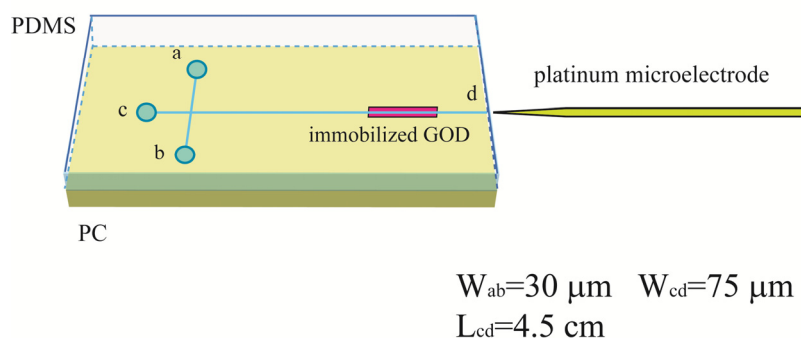 PDMS
a
platinum microelectrode
d
c
immobilized GOD
b
PC
Wab=30 μm Wcd=75 μm
Lcd=4.5 cm